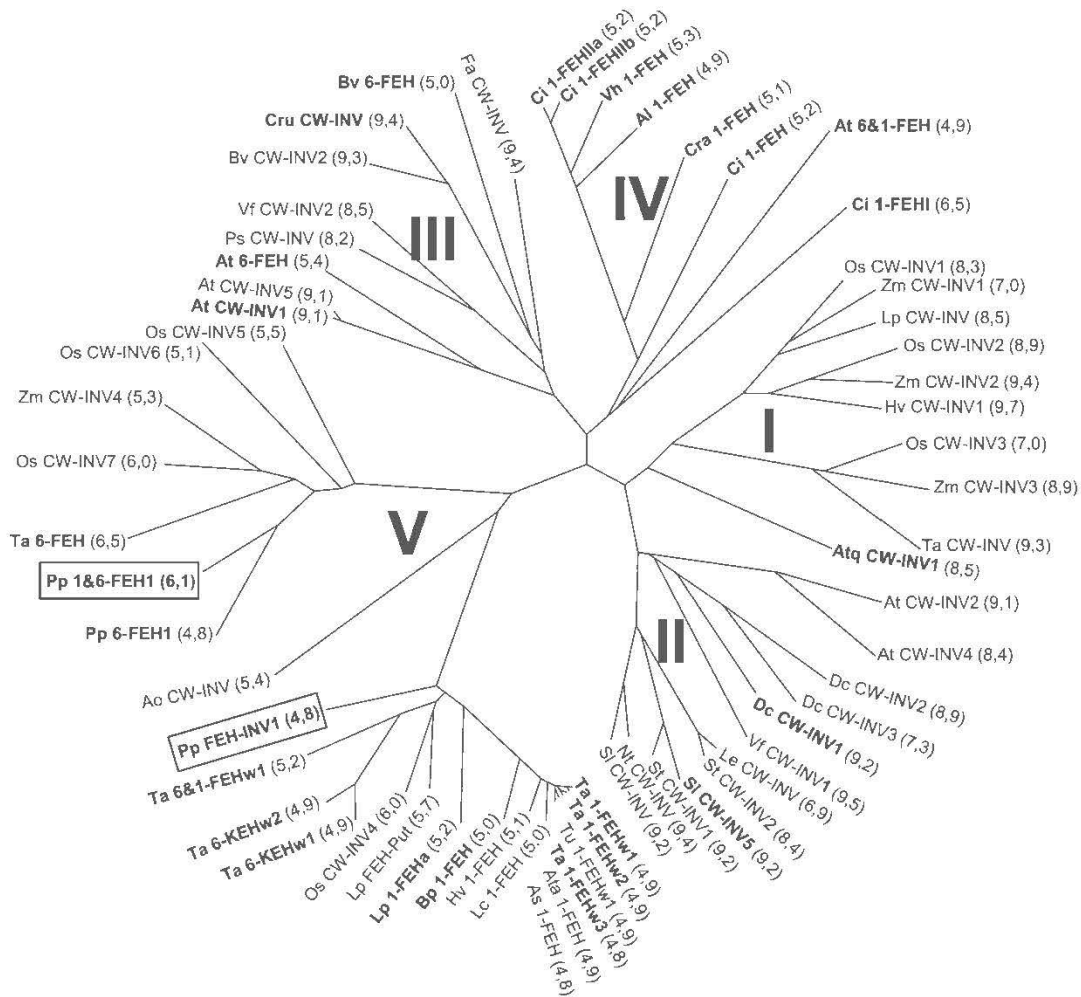 Ci 1-FEHIIa (5,2)
Ci 1-FEHIIb (5,2)
Vh 1-FEH (5,3)
Al 1-FEH (4,9)
Cra 1-FEH (5,1)
Ci 1-FEH (5,2)
At 6&1-FEH (4,9)
Ci 1-FEHI (6,5)
IV
Os CW-INV1 (8,3)
Zm CW-INV1 (7,0)
Lp CW-INV (8,5)
Os CW-INV2 (8,9)
Zm CW-INV2 (9,4)
Hv CW-INV1 (9,7)
I
Os CW-INV3 (7,0)
Zm CW-INV3 (8,9)
Ta CW-INV (9,3)
Atq CW-INV1 (8,5)
At CW-INV2 (9,1)
At CW-INV4 (8,4)
Dc CW-INV2 (8,9)
Dc CW-INV3 (7,3)
Dc CW-INV1 (9,2)
Vf CW-INV1 (9,5)
II
Le CW-INV (6,9)
St CW-INV2 (8,4)
Sl CW-INV5 (9,2)
St CW-INV1 (9,2)
Nt CW-INV (9,4)
Sl CW-INV (9,2)
Ta 1-FEHw1 (4,9)
Ta 1-FEHw2 (4,9)
Tu 1-FEHw1 (4,9)
Ta 1-FEHw3 (4,8)
Ata 1-FEH (4,9)
As 1-FEH (4,8)
Lc 1-FEH (5,0)
Hv 1-FEH (5,1)
Bp 1-FEH (5,0)
Lp 1-FEHa (5,2)
Lp FEH-Put (5,7)
Os CW-INV4 (6,0)
Ta 6-KEHw1 (4,9)
Ta 6-KEHw2 (4,9)
Ta 6&1-FEHw1 (5,2)
Pp FEH-INV1 (4,8)
Ao CW-INV (5,4)
V
Pp 6-FEH1 (4,8)
Pp 1&6-FEH1 (6,1)
Ta 6-FEH (6,5)
Os CW-INV7 (6,0)
Zm CW-INV4 (5,3)
Os CW-INV6 (5,1)
Os CW-INV5 (5,5)
At CW-INV1 (9,1)
At CW-INV5 (9,1)
At 6-FEH (5,4)
Ps CW-INV (8,2)
Vf CW-INV2 (8,5)
III
Bv CW-INV2 (9,3)
Cru CW-INV (9,4)
Bv 6-FEH (5,0)
Fa CW-INV (9,4)